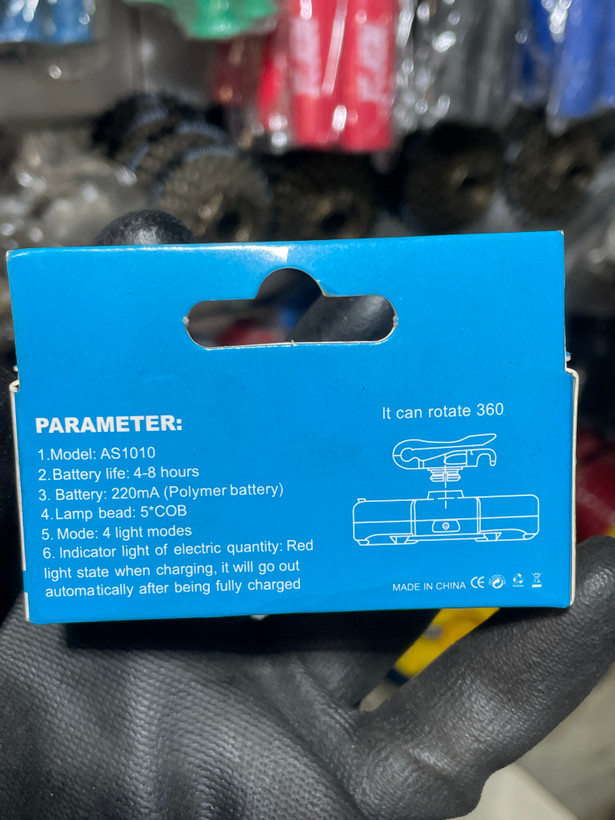 PARAMETER:
1.Model: AS1010
2.Battery life: 4-8 hours
3. Battery: 220mA (Polymer battery)
4.Lamp bead: 5*COB
5. Mode: 4 light modes
6. Indicator light of electric quantity: Red
light state when charging, it will go out
automatically after being fully charged
It can rotate 360
MADE IN CHINA CE